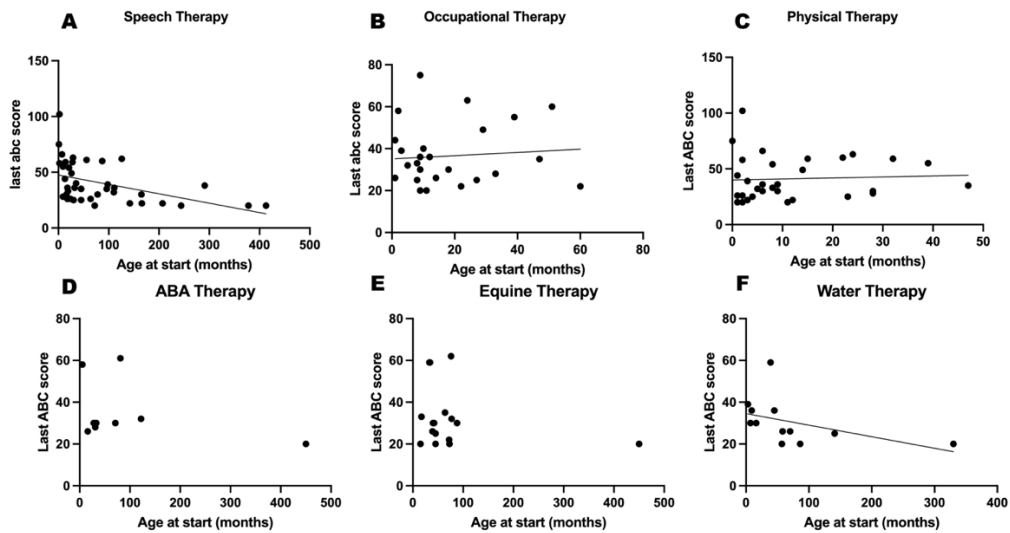 A Speech Therapy
150
100
50
0
0 100 200 300 400 500
last abc score
Age at start (months)
B Occupational Therapy
80
60
40
20
0
0 20 40 60 80
Last abc score
Age at start (months)
C Physical Therapy
150
100
50
0
0 10 20 30 40 50
Last ABC score
Age at start (months)
D ABA Therapy
80
60
40
20
0
0 100 200 300 400 500
Last ABC score
Age at start (months)
E Equine Therapy
80
60
40
20
0
0 100 200 300 400 500
Last ABC score
Age at start (months)
F Water Therapy
80
60
40
20
0
0 100 200 300 400
Last ABC score
Age at start (months)